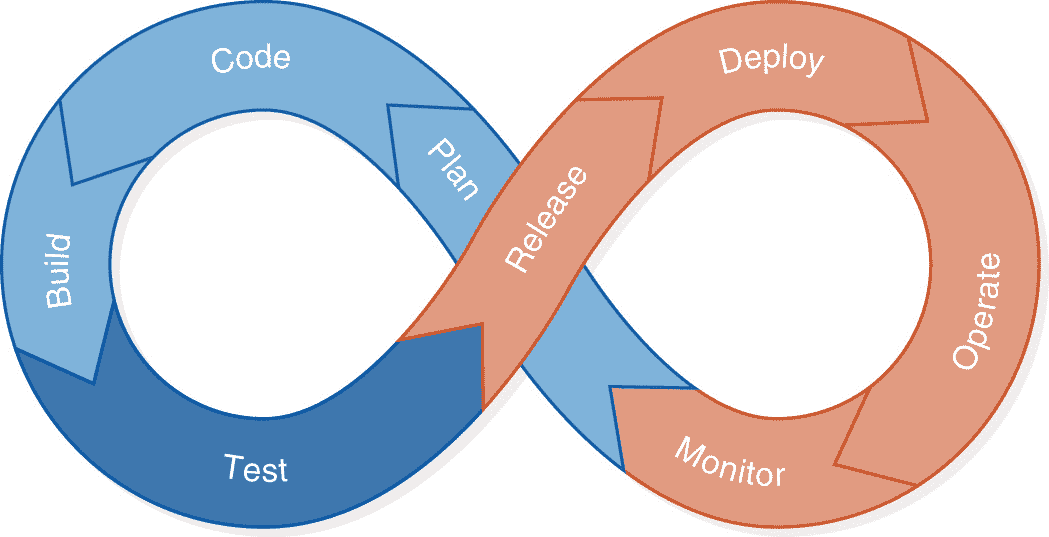 Code
Deploy
Plan
Release
Build
Operate
Test
Monitor